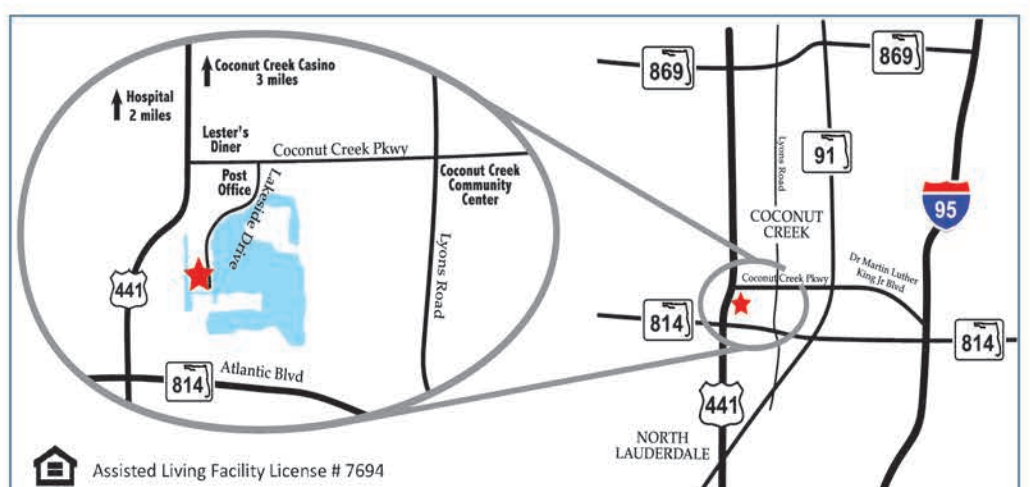 Coconut Creek Casino
3 miles
Hospital
2 miles
Lester's
Diner
Coconut Creek Pkwy
Post
Office
Lakeside Drive
Coconut Creek
Community
Center
Lyons Road
441
814
Atlantic Blvd
869
869
Lyons Road
91
95
COCONUT
CREEK
Coconut Creek Pkwy
Dr Martin Luther
King Jr Blvd
814
814
441
NORTH
LAUDERDALE
Assisted Living Facility License # 7694